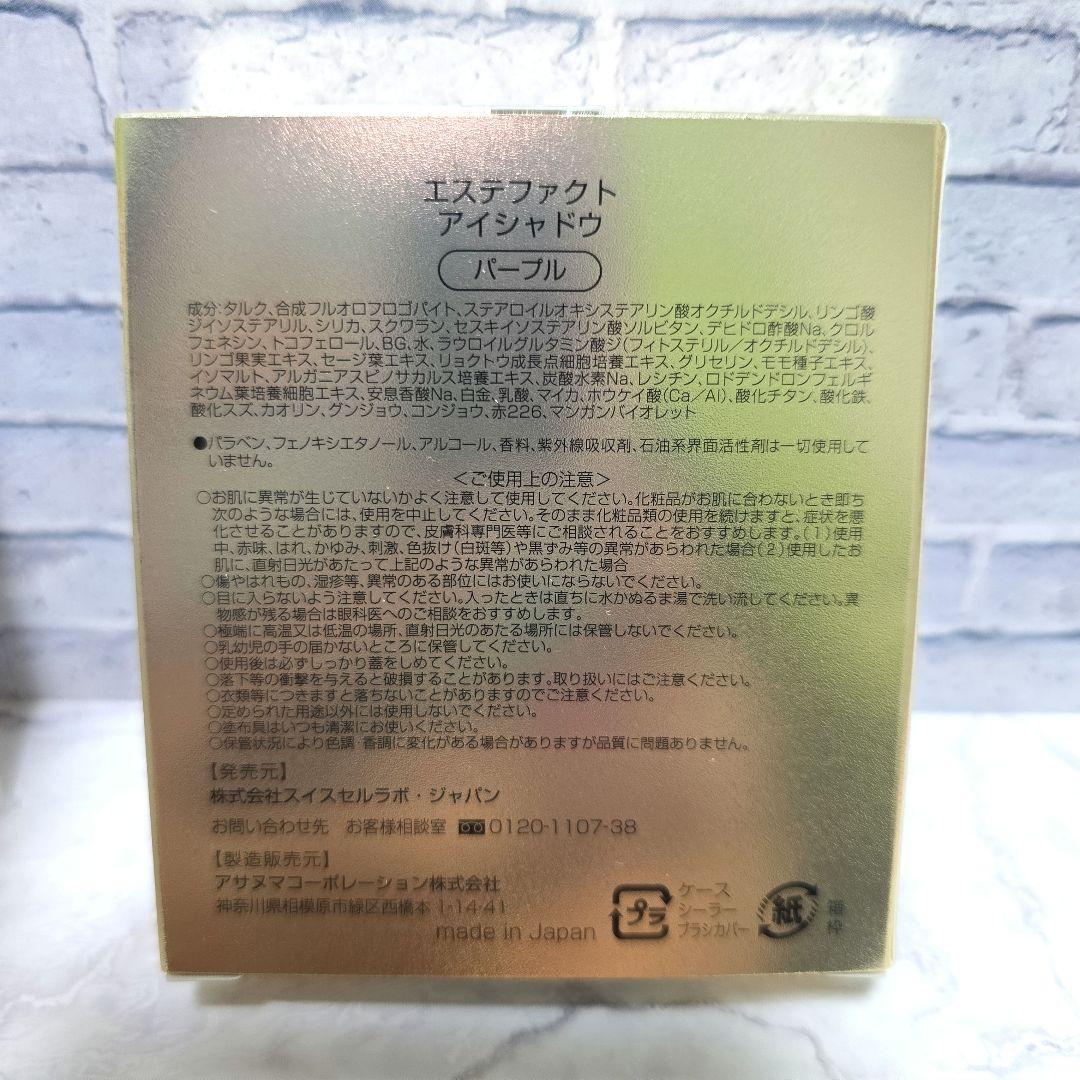 エステファクト
アイシャドウ
パープル
成分:タルク、合成フルオロフロゴパイト、ステアロイルオキシステアリン酸オクチルドデシル、リンゴ酸
ジイソステアリル、シリカ、スクワラン、セスキイソステアリン酸ソルビタン、デヒドロ酢酸Na、クロル
フェネシン、トコフェロール、BG、水、ラウロイルグルタミン酸ジ(フィトステリル/オクチルドデシル)、
リンゴ果実エキス、セージ葉エキス、リョクトウ成長点細胞培養エキス、グリセリン、モモ種子エキス、
イソマルト、アルガニアスピノサカルス培養エキス、炭酸水素Na、レシチン、ロドデンドロンフェルギ
ネウム葉培養細胞エキス、安息香酸Na、白金、乳酸、マイカ、ホウケイ酸(Ca/Al)、酸化チタン、酸化鉄、
酸化スズ、カオリン、グンジョウ、コンジョウ、赤226、マンガンバイオレット
●パラベン、フェノキシエタノール、アルコール、香料、紫外線吸収剤、石油系界面活性剤は一切使用して
いません。
<ご使用上の注意>
○お肌に異常が生じていないかよく注意して使用してください。化粧品がお肌に合わないとき即ち
次のような場合には、使用を中止してください。そのまま化粧品類の使用を続けますと、症状を悪
化させることがありますので、皮膚科専門医等にご相談されることをおすすめします。(1)使用
中、赤味、はれ、かゆみ、刺激、色抜け(白斑等)や黒ずみ等の異常があらわれた場合(2)使用したお
肌に、直射日光があたって上記のような異常があらわれた場合
○傷やはれもの、湿疹等、異常のある部位にはお使いにならないでください。
○目に入らないよう注意してください。入ったときは直ちに水かぬるま湯で洗い流してください。異
物感が残る場合は眼科医へのご相談をおすすめします。
○極端に高温又は低温の場所、直射日光のあたる場所には保管しないでください。
○乳幼児の手の届かないところに保管してください。
○使用後は必ずしっかり蓋をしめてください。
○落下等の衝撃を与えると破損することがあります。取り扱いにはご注意ください。
○衣類等につきますと落ちないことがありますのでご注意ください。
○定められた用途以外には使用しないでください。
○塗布具はいつも清潔にお使いください。
○保管状況により色調・香調に変化がある場合がありますが品質に問題ありません。
【発売元】
株式会社スイスセルラボ・ジャパン
お問い合わせ先 お客様相談室 0120-1107-38
【製造販売元】
アサヌマコーポレーション株式会社
神奈川県相模原市緑区西橋本 1-14-41
made in Japan
プラ
ケース
シーラー
ブラシカバー
紙
箱
枠